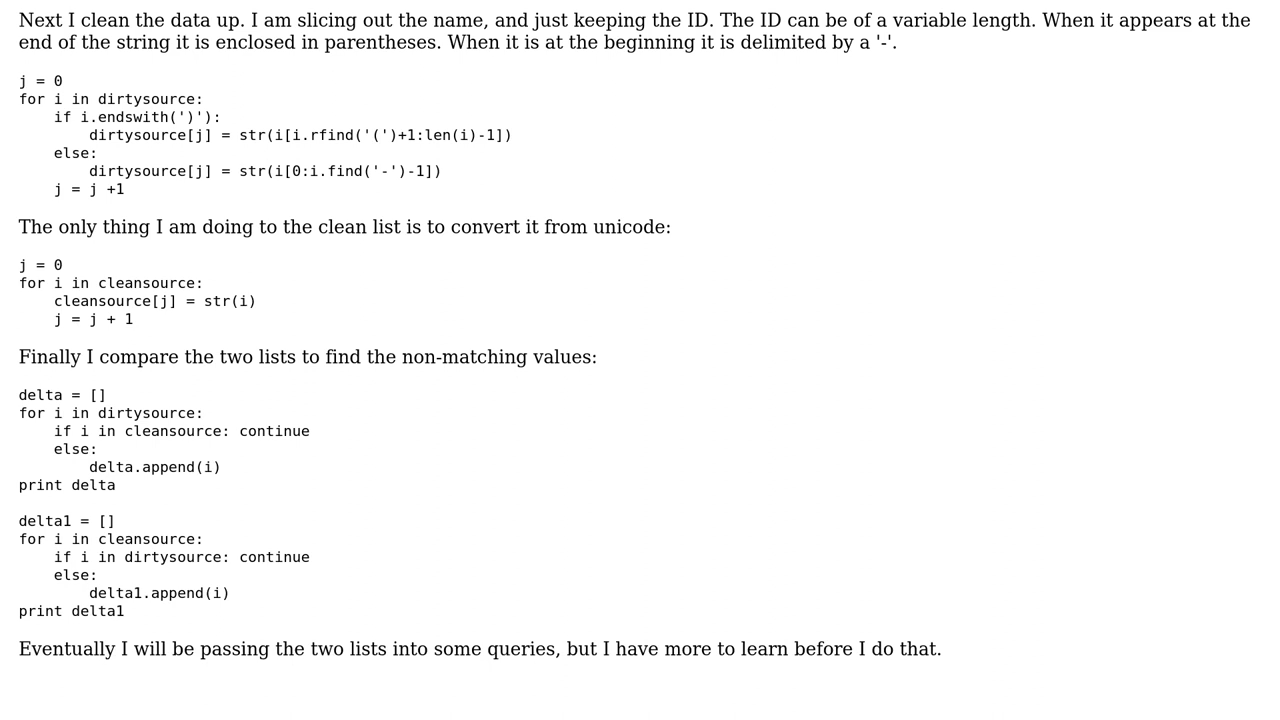 Next I clean the data up. I am slicing out the name, and just keeping the ID. The ID can be of a variable length. When it appears at the
end of the string it is enclosed in parentheses. When it is at the beginning it is delimited by a '-'.
j = 0
for i in dirtysource:
    if i.endswith(')'):
        dirtysource[j] = str(i[i.rfind('(')+1:len(i)-1])
    else:
        dirtysource[j] = str(i[0:i.find('-')-1])
    j = j +1
The only thing I am doing to the clean list is to convert it from unicode:
j = 0
for i in cleansource:
    cleansource[j] = str(i)
    j = j + 1
Finally I compare the two lists to find the non-matching values:
delta = []
for i in dirtysource:
    if i in cleansource: continue
    else:
        delta.append(i)
print delta
delta1 = []
for i in cleansource:
    if i in dirtysource: continue
    else:
        delta1.append(i)
print delta1
Eventually I will be passing the two lists into some queries, but I have more to learn before I do that.